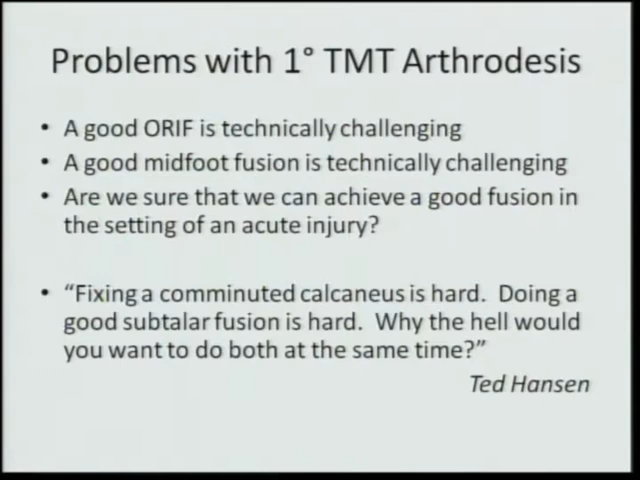 Problems with 1° TMT Arthrodesis
• A good ORIF is technically challenging
• A good midfoot fusion is technically challenging
• Are we sure that we can achieve a good fusion in
the setting of an acute injury?
• “Fixing a comminuted calcaneus is hard. Doing a
good subtalar fusion is hard. Why the hell would
you want to do both at the same time?”
Ted Hansen